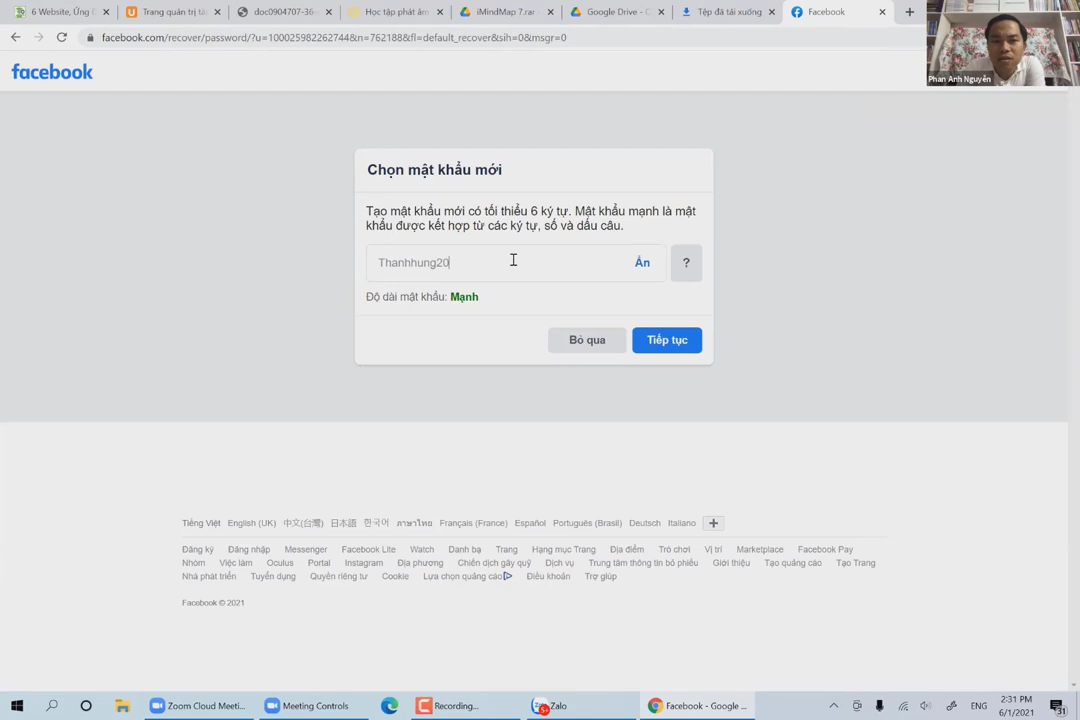 6 Website, Ứng D
Trang quản trị tà
doc0904707-36
Học tập phát âm
iMindMap 7.rar
Google Drive - C
Tệp đã tải xuống
Facebook
facebook.com/recover/password/?u=100025982262744&n=762188&fl=default_recover&sih=0&msgr=0
Phan Anh Nguyễn
facebook
Chọn mật khẩu mới
Tạo mật khẩu mới có tối thiểu 6 ký tự. Mật khẩu mạnh là mật
khẩu được kết hợp từ các ký tự, số và dấu câu.
Thanhhung20
Ẩn
?
Độ dài mật khẩu: Mạnh
Bỏ qua
Tiếp tục
Tiếng Việt English (UK) 中文(台灣) 日本語 한국어 ภาษาไทย Français (France) Español Português (Brasil) Deutsch Italiano
Đăng ký Đăng nhập Messenger Facebook Lite Watch Danh bạ Trang Hạng mục Trang Địa điểm Trò chơi Vị trí Marketplace Facebook Pay
Nhóm Việc làm Oculus Portal Instagram Địa phương Chiến dịch gây quỹ Dịch vụ Trung tâm thông tin bỏ phiếu Giới thiệu Tạo quảng cáo Tạo Trang
Nhà phát triển Tuyển dụng Quyền riêng tư Cookie Lựa chọn quảng cáo Điều khoản Trợ giúp
Facebook © 2021
Zoom Cloud Meeti...
Meeting Controls
Recording...
Zalo
5+
Facebook - Google ...
ENG
2:31 PM
6/1/2021
31